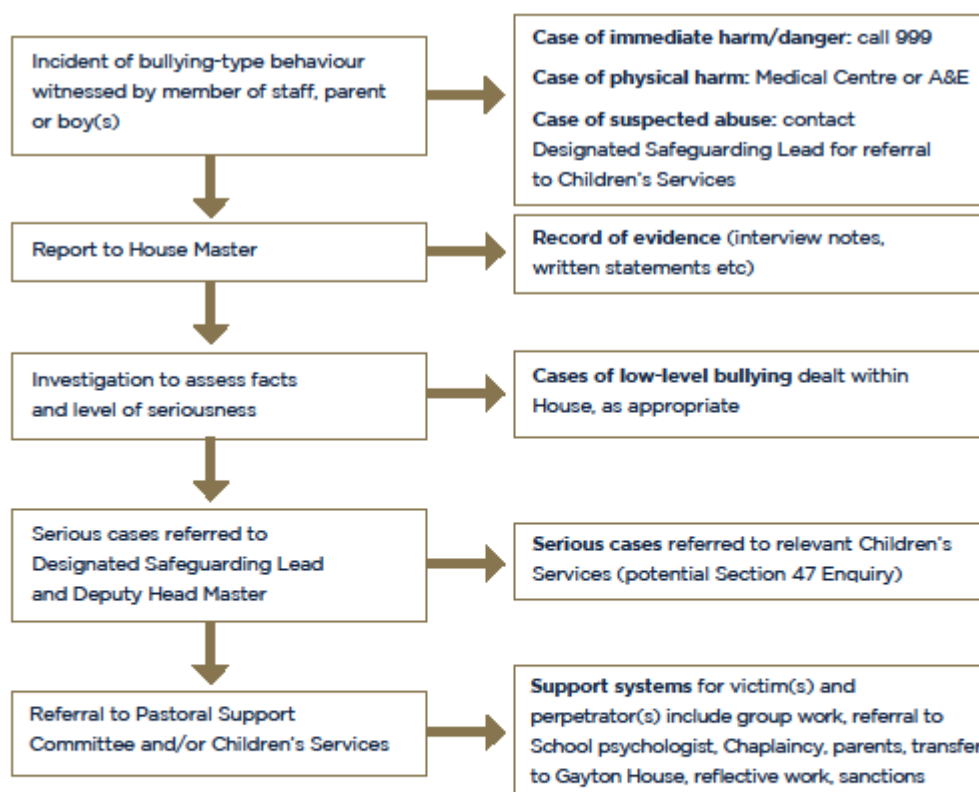 Incident of bullying-type behaviour
witnessed by member of staff, parent
or boy(s)
Case of immediate harm/danger: call 999
Case of physical harm: Medical Centre or A&E
Case of suspected abuse: contact
Designated Safeguarding Lead for referral
to Children's Services
Report to House Master
Record of evidence (interview notes,
written statements etc)
Investigation to assess facts
and level of seriousness
Cases of low-level bullying dealt within
House, as appropriate
Serious cases referred to
Designated Safeguarding Lead
and Deputy Head Master
Serious cases referred to relevant Children's
Services (potential Section 47 Enquiry)
Referral to Pastoral Support
Committee and/or Children's Services
Support systems for victim(s) and
perpetrator(s) include group work, referral to
School psychologist, Chaplaincy, parents, transfer
to Gayton House, reflective work, sanctions